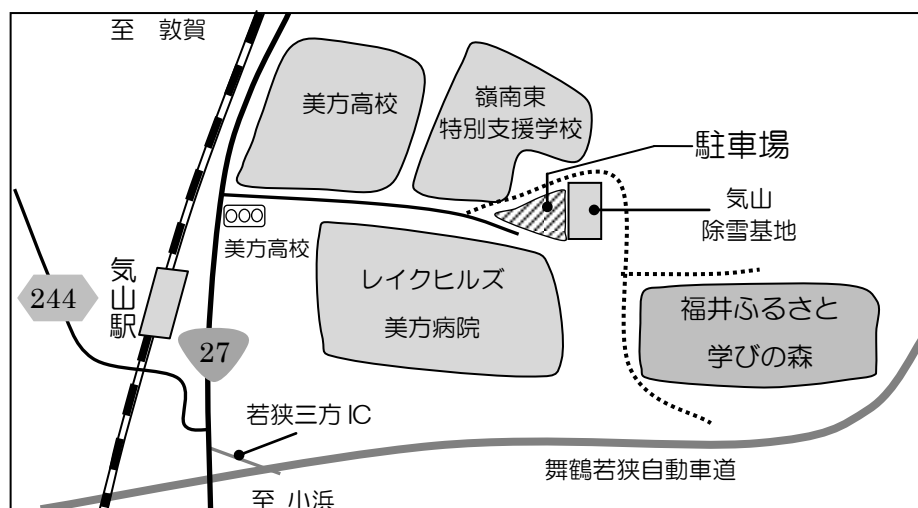 至 敦賀
美方高校
嶺南東
特別支援学校
駐車場
気山
除雪基地
美方高校
レイクヒルズ
美方病院
気山駅
244
27
福井ふるさと
学びの森
若狭三方IC
舞鶴若狭自動車道
至 小浜